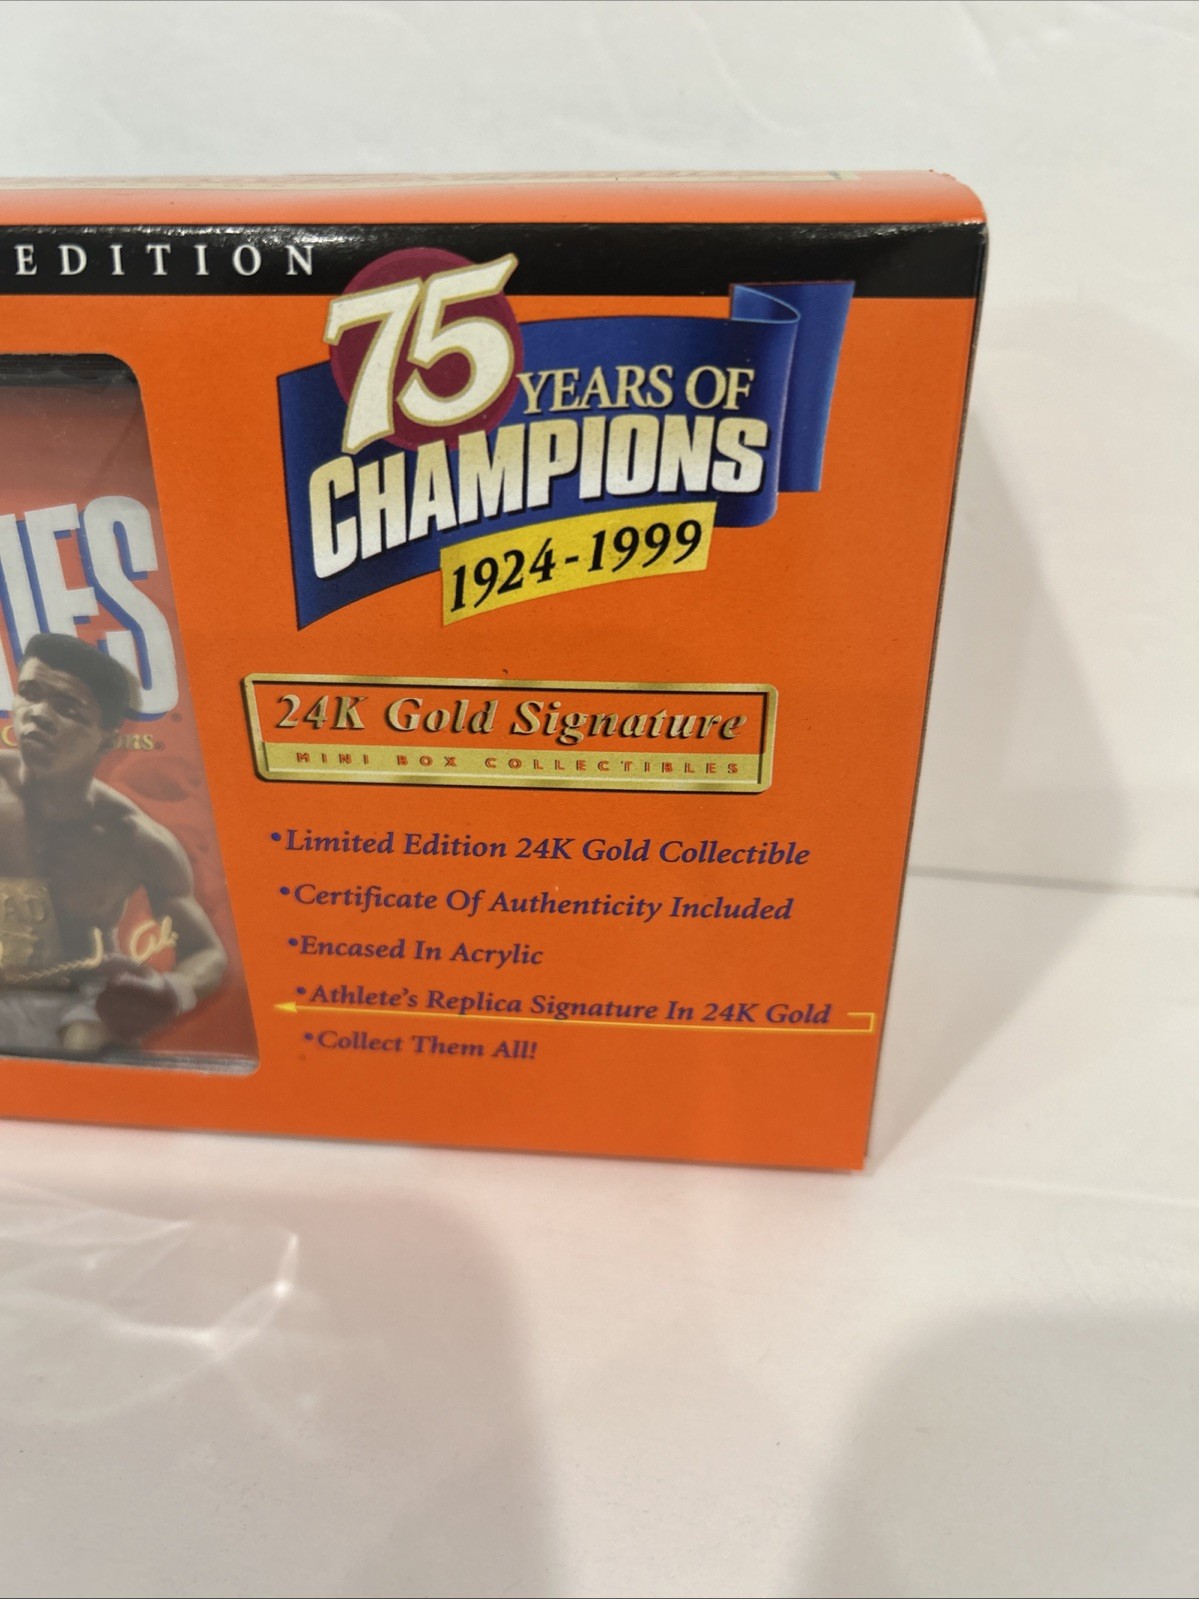 EDITION
75
YEARS OF
CHAMPIONS
1924-1999
IES
24K Gold Signature
MINI BOX COLLECTIBLES
•Limited Edition 24K Gold Collectible
•Certificate Of Authenticity Included
•Encased In Acrylic
•Athlete's Replica Signature In 24K Gold
•Collect Them All!